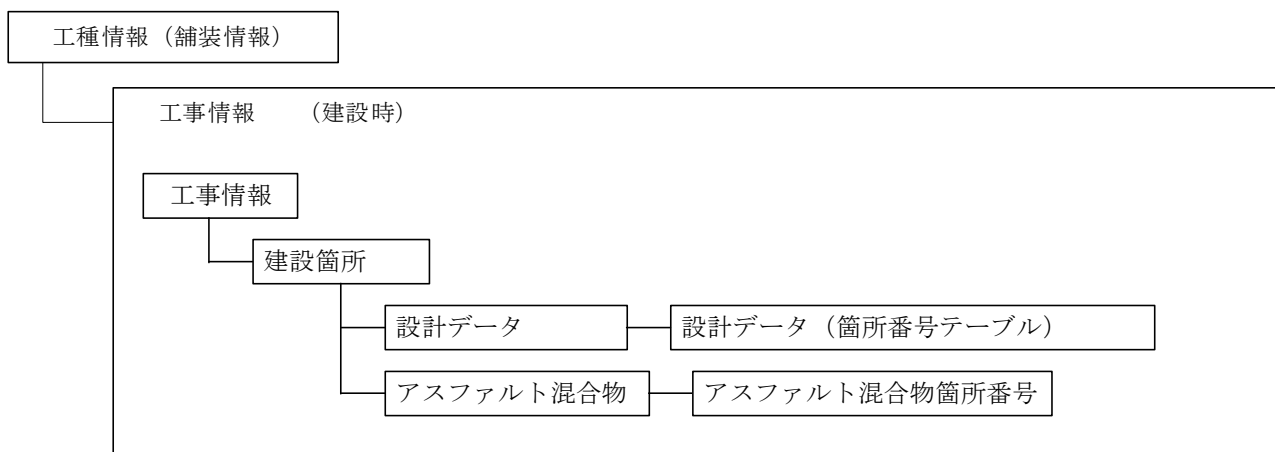 工種情報（舗装情報）
工事情報　　（建設時）
工事情報
建設箇所
設計データ
設計データ（箇所番号テーブル）
アスファルト混合物
アスファルト混合物箇所番号